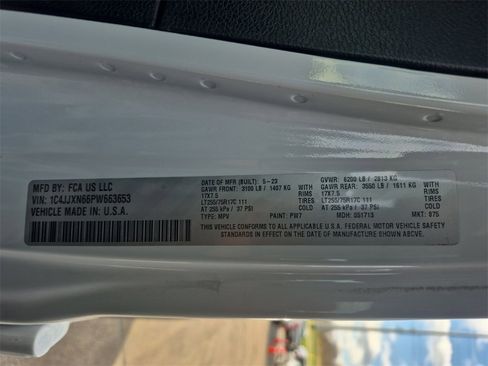 MFD BY: FCA US LLC
VIN: 1C4JJXN66PW663653
VEHICLE MADE IN: U.S.A.
DATE OF MFR (BUILT): 5-23
GAWR FRONT: 3100 LB / 1407 KG WITH
17X7.5 RIMS
LT255/75R17C 111 TIRES
AT 255 kPa / 37 PSI COLD
TYPE: MPV PAINT: PW7
GVWR: 6200 LB / 2813 KG
GAWR REAR: 3550 LB / 1611 KG WITH
17X7.5 RIMS
LT255/75R17C 111 TIRES
AT 255 kPa / 37 PSI COLD
MDH: 051713 MKT: 875
THIS VEHICLE CONFORMS TO ALL APPLICABLE U.S.A. FEDERAL MOTOR VEHICLE SAFETY
STANDARDS IN EFFECT ON THE DATE OF MANUFACTURE SHOWN ABOVE.